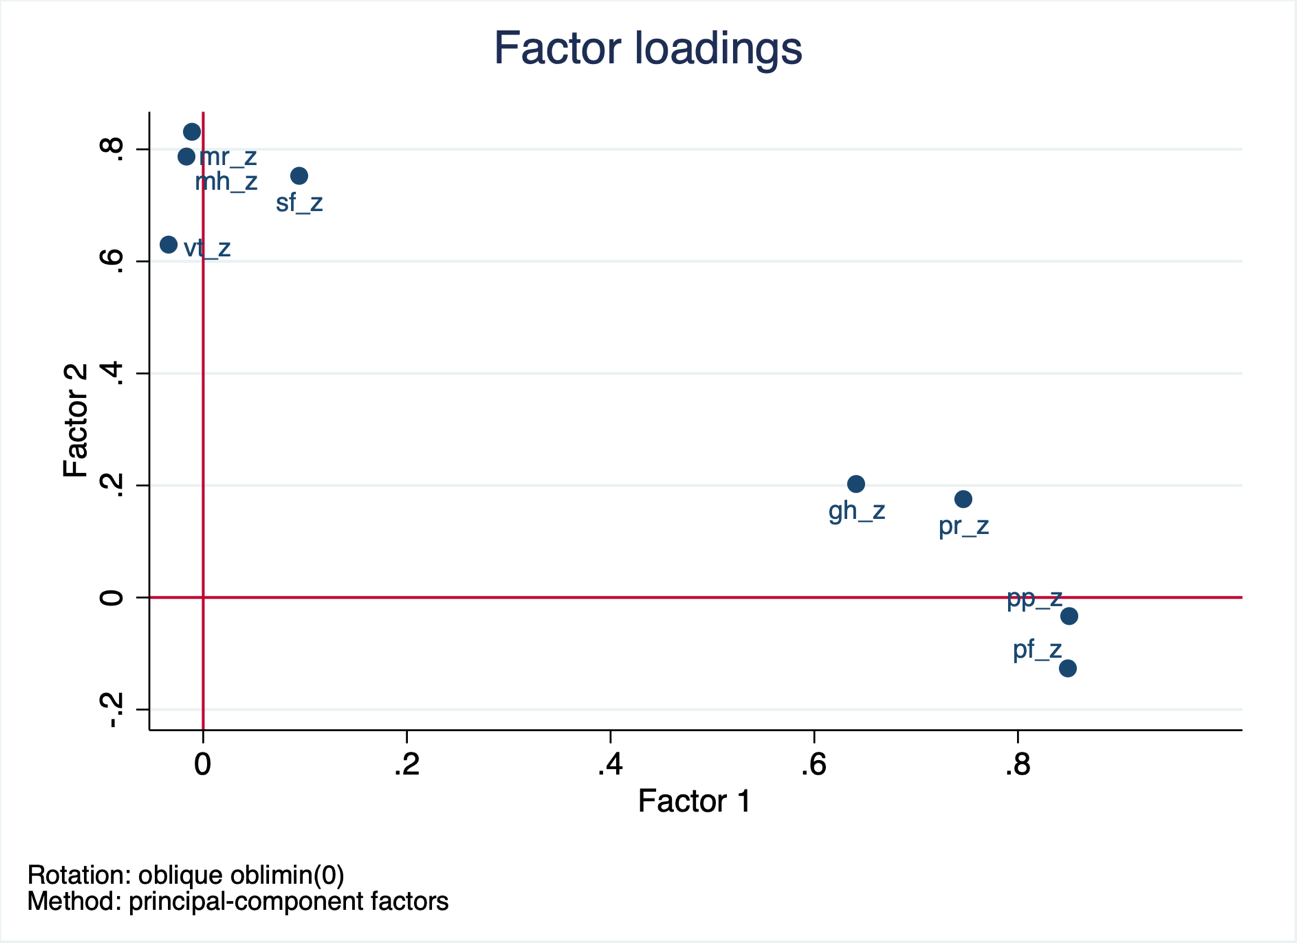 Factor loadings
.8
.6
.4
.2
0
-.2
Factor 2
mr_z
mh_z
sf_z
vt_z
gh_z
pr_z
pp_z
pf_z
0 .2 .4 .6 .8
Factor 1
Rotation: oblique oblimin(0)
Method: principal-component factors